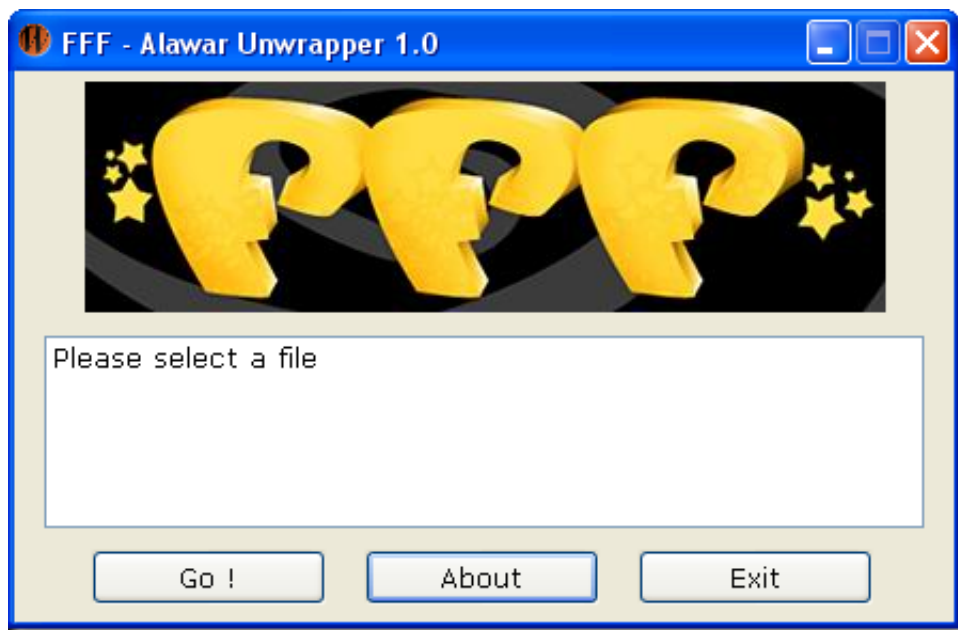 FFF - Alawar Unwrapper 1.0
FFF
Please select a file
Go !
About
Exit